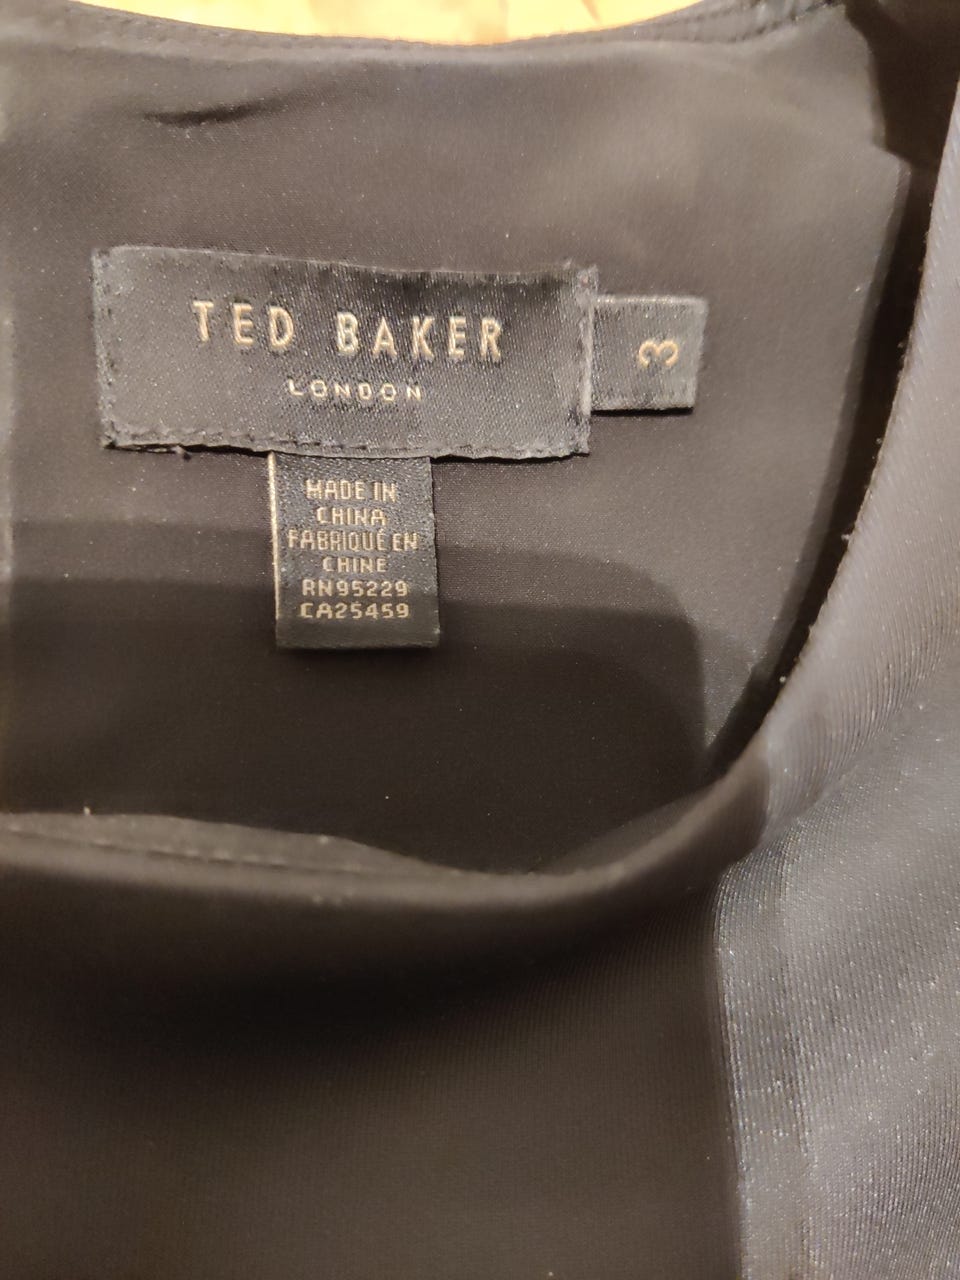 TED BAKER
LONDON
3
MADE IN
CHINA
FABRIQUÉ EN
CHINE
RN95229
CA25459